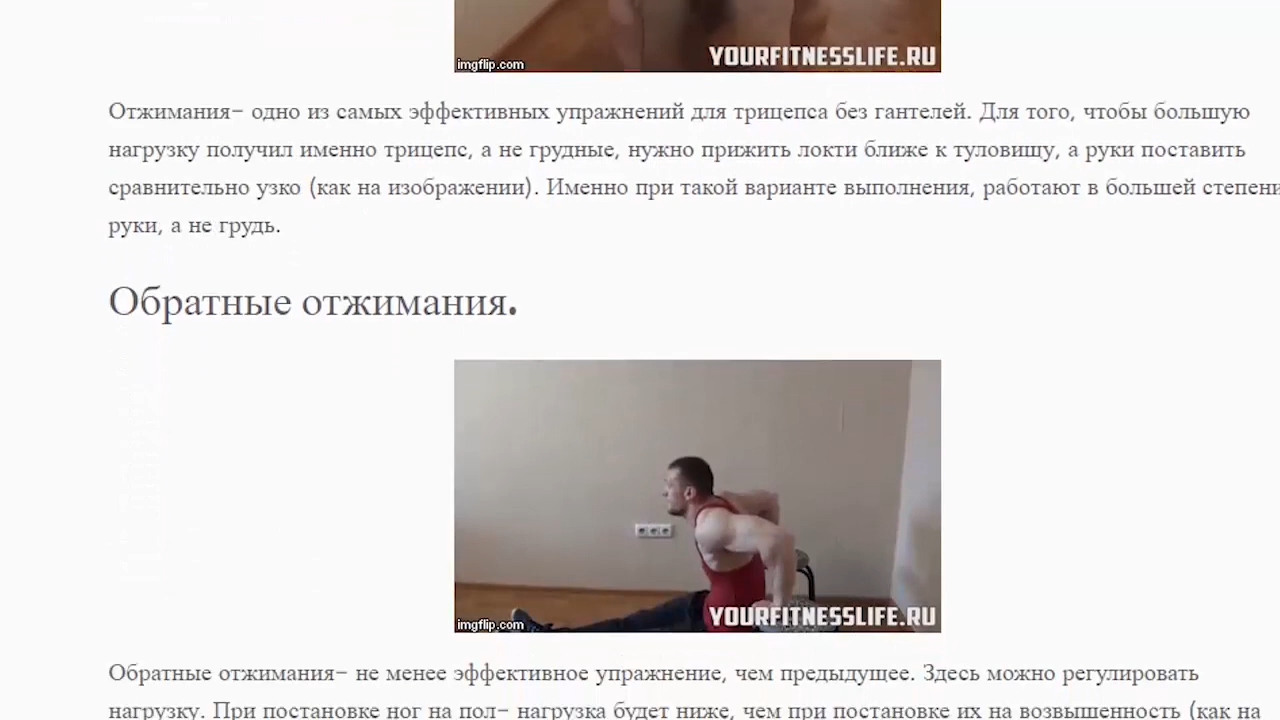 YOURFITNESSLIFE.RU
imgflip.com
Отжимания– одно из самых эффективных упражнений для трицепса без гантелей. Для того, чтобы большую
нагрузку получил именно трицепс, а не грудные, нужно прижить локти ближе к туловищу, а руки поставить
сравнительно узко (как на изображении). Именно при такой варианте выполнения, работают в большей степени
руки, а не грудь.
Обратные отжимания.
YOURFITNESSLIFE.RU
imgflip.com
Обратные отжимания– не менее эффективное упражнение, чем предыдущее. Здесь можно регулировать
нагрузку. При постановке ног на пол– нагрузка будет ниже, чем при постановке их на возвышенность (как на